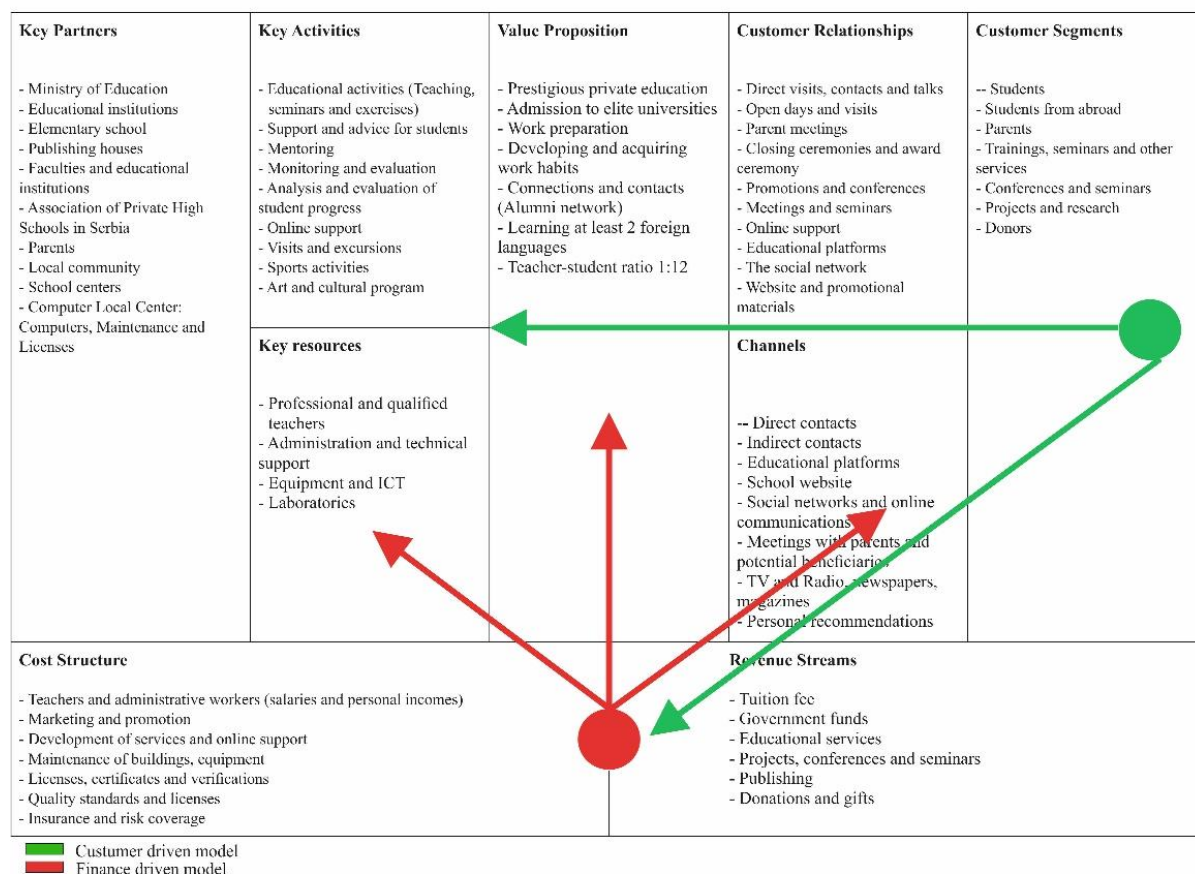 Key Partners
- Ministry of Education
- Educational institutions
- Elementary school
- Publishing houses
- Faculties and educational
institutions
- Association of Private High
Schools in Serbia
- Parents
- Local community
- School centers
- Computer Local Center:
Computers, Maintenance and
Licenses
Key Activities
- Educational activities (Teaching,
seminars and exercises)
- Support and advice for students
- Mentoring
- Monitoring and evaluation
- Analysis and evaluation of
student progress
- Online support
- Visits and excursions
- Sports activities
- Art and cultural program
Key resources
- Professional and qualified
teachers
- Administration and technical
support
- Equipment and ICT
- Laboratories
Value Proposition
- Prestigious private education
- Admission to elite universities
- Work preparation
- Developing and acquiring
work habits
- Connections and contacts
(Alumni network)
- Learning at least 2 foreign
languages
- Teacher-student ratio 1:12
Customer Relationships
- Direct visits, contacts and talks
- Open days and visits
- Parent meetings
- Closing ceremonies and award
ceremony
- Promotions and conferences
- Meetings and seminars
- Online support
- Educational platforms
- The social network
- Website and promotional
materials
Channels
-- Direct contacts
- Indirect contacts
- Educational platforms
- School website
- Social networks and online
communications
- Meetings with parents and
potential beneficiaries
- TV and Radio, newspapers,
magazines
- Personal recommendations
Customer Segments
-- Students
- Students from abroad
- Parents
- Trainings, seminars and other
services
- Conferences and seminars
- Projects and research
- Donors
Cost Structure
- Teachers and administrative workers (salaries and personal incomes)
- Marketing and promotion
- Development of services and online support
- Maintenance of buildings, equipment
- Licenses, certificates and verifications
- Quality standards and licenses
- Insurance and risk coverage
Revenue Streams
- Tuition fee
- Government funds
- Educational services
- Projects, conferences and seminars
- Publishing
- Donations and gifts
Custumer driven model
Finance driven model